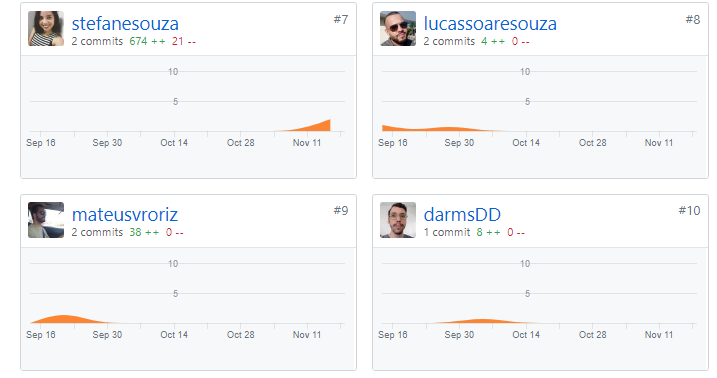 stefanesouza #7
2 commits 674 ++ 21 --
10
5
Sep 16 Sep 30 Oct 14 Oct 28 Nov 11
lucassoaresouza #8
2 commits 4 ++ 0 --
10
5
Sep 16 Sep 30 Oct 14 Oct 28 Nov 11
mateusvroriz #9
2 commits 38 ++ 0 --
10
5
Sep 16 Sep 30 Oct 14 Oct 28 Nov 11
darmsDD #10
1 commit 8 ++ 0 --
10
5
Sep 16 Sep 30 Oct 14 Oct 28 Nov 11